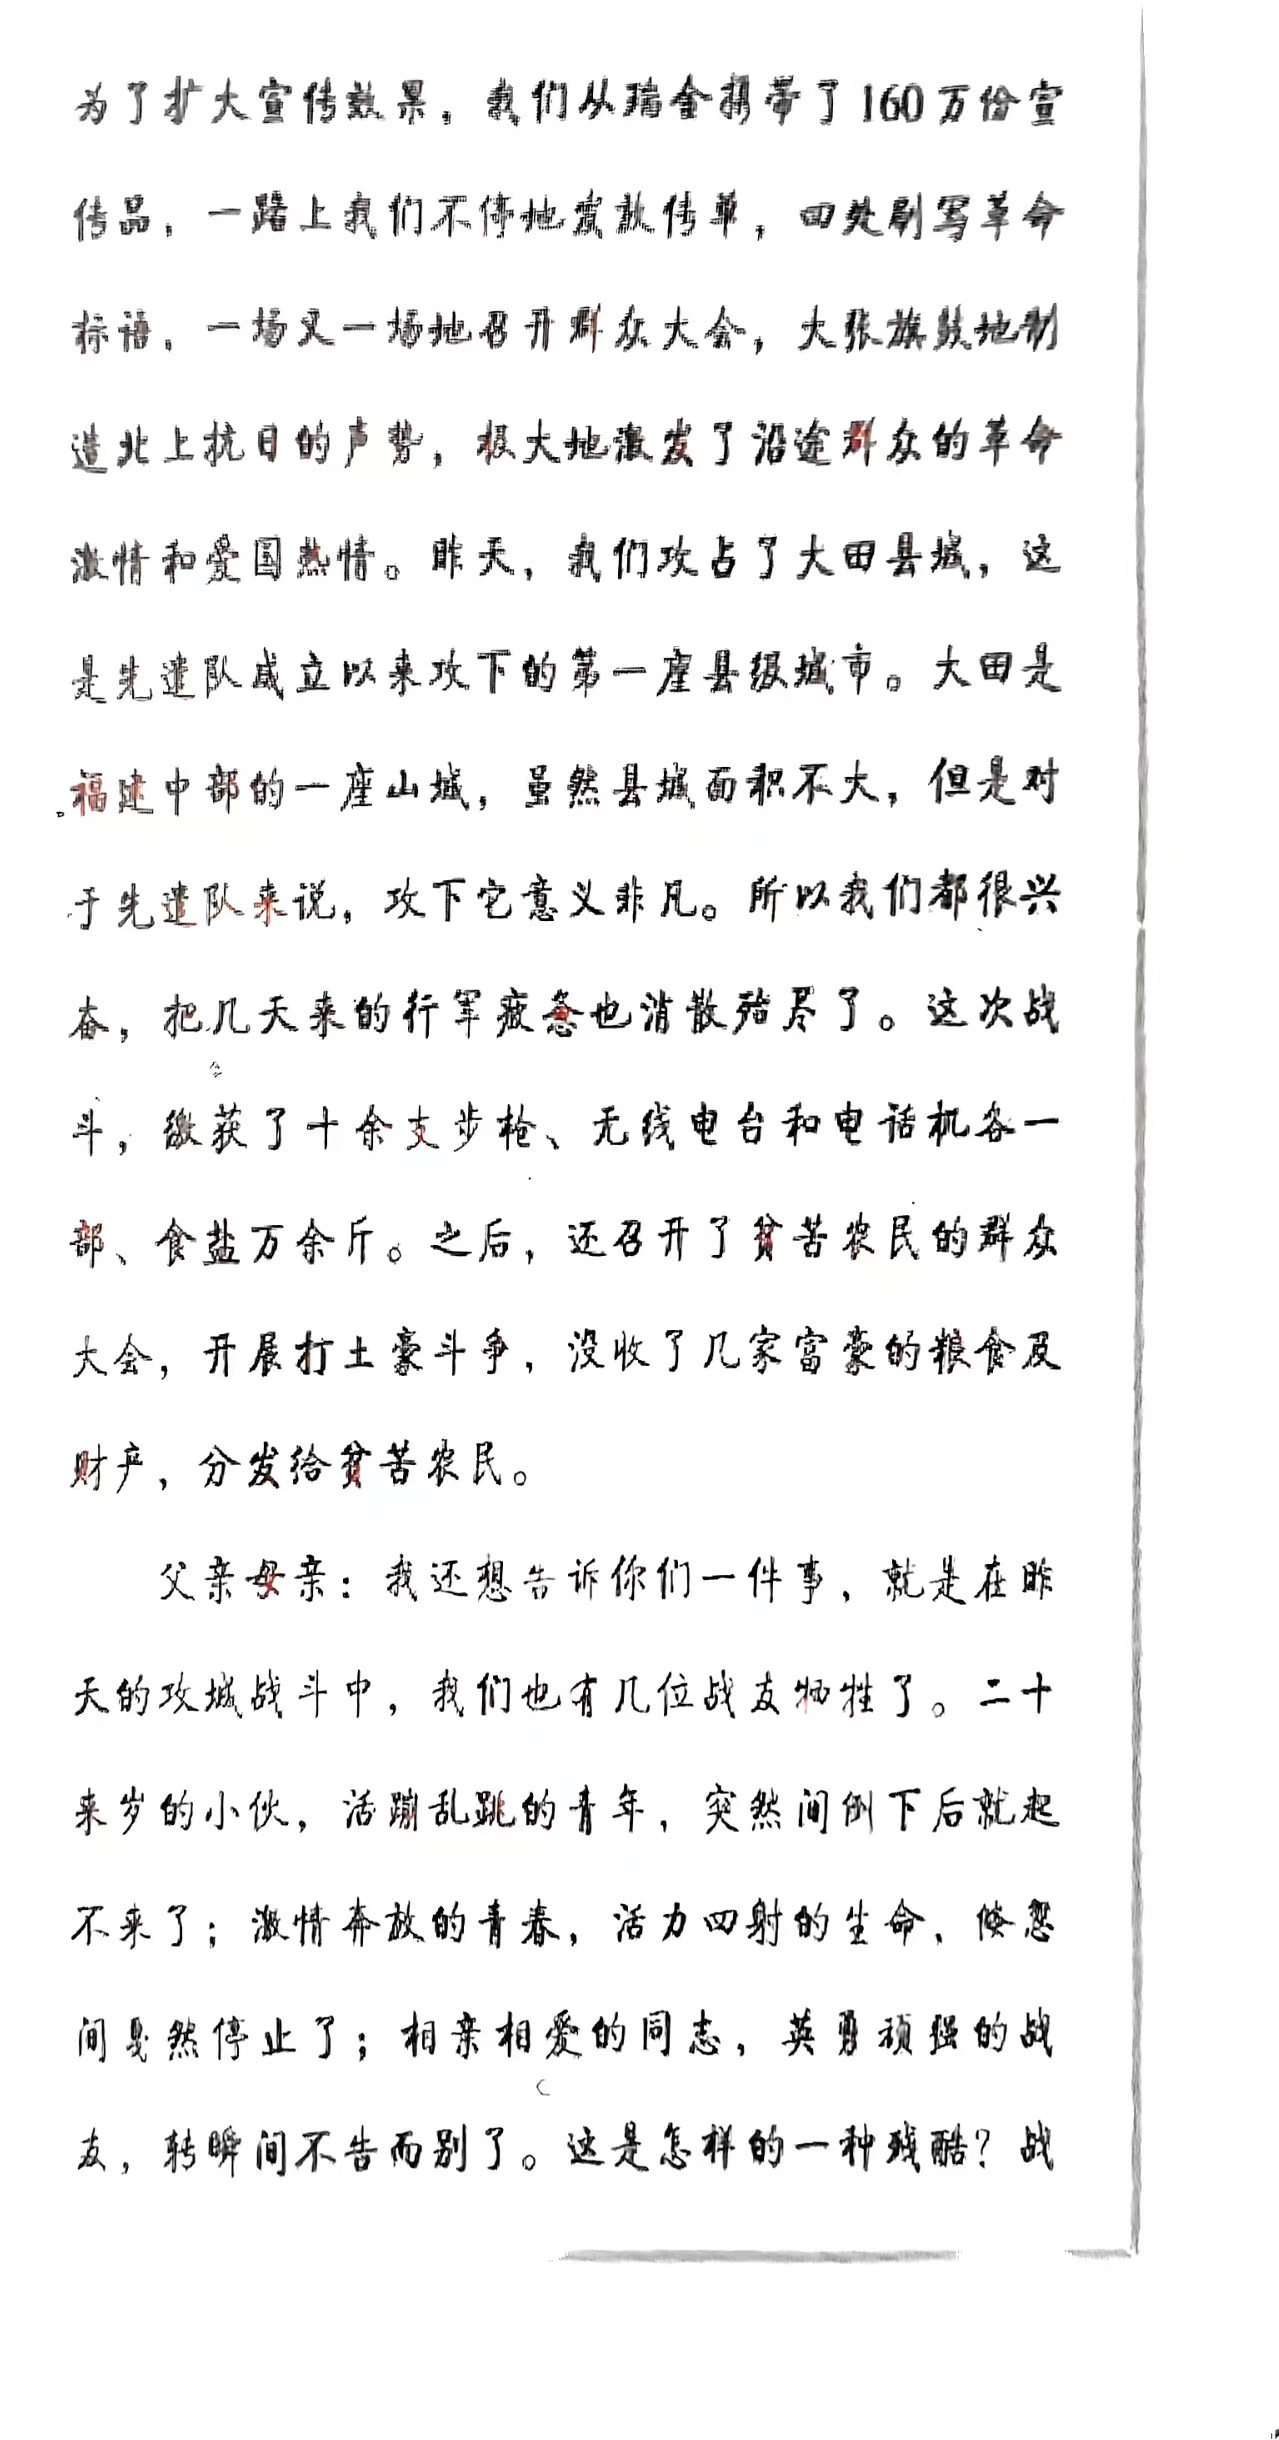 为了扩大宣传效果，我们从瑞金携带了160万份宣
传品，一路上我们不停地发散传单，四处刷写革命
标语，一场又一场地召开群众大会，大张旗鼓地制
造北上抗日的声势，极大地激发了沿途群众的革命
激情和爱国热情。昨天，我们攻占了大田县城，这
是先遣队成立以来攻下的第一座县级城市。大田是
福建中部的一座山城，虽然县城面积不大，但是对
于先遣队来说，攻下它意义非凡。所以我们都很兴
奋，把几天来的行军疲惫也消散殆尽了。这次战
斗，缴获了十余支步枪、无线电台和电话机各一
部、食盐万余斤。之后，还召开了贫苦农民的群众
大会，开展打土豪斗争，没收了几家富豪的粮食及
财产，分发给贫苦农民。
父亲母亲：我还想告诉你们一件事，就是在昨
天的攻城战斗中，我们也有几位战友牺牲了。二十
来岁的小伙，活蹦乱跳的青年，突然间倒下后就起
不来了；激情奔放的青春，活力四射的生命，倏忽
间戛然停止了；相亲相爱的同志，英勇顽强的战
友，转瞬间不告而别了。这是怎样的一种残酷？战